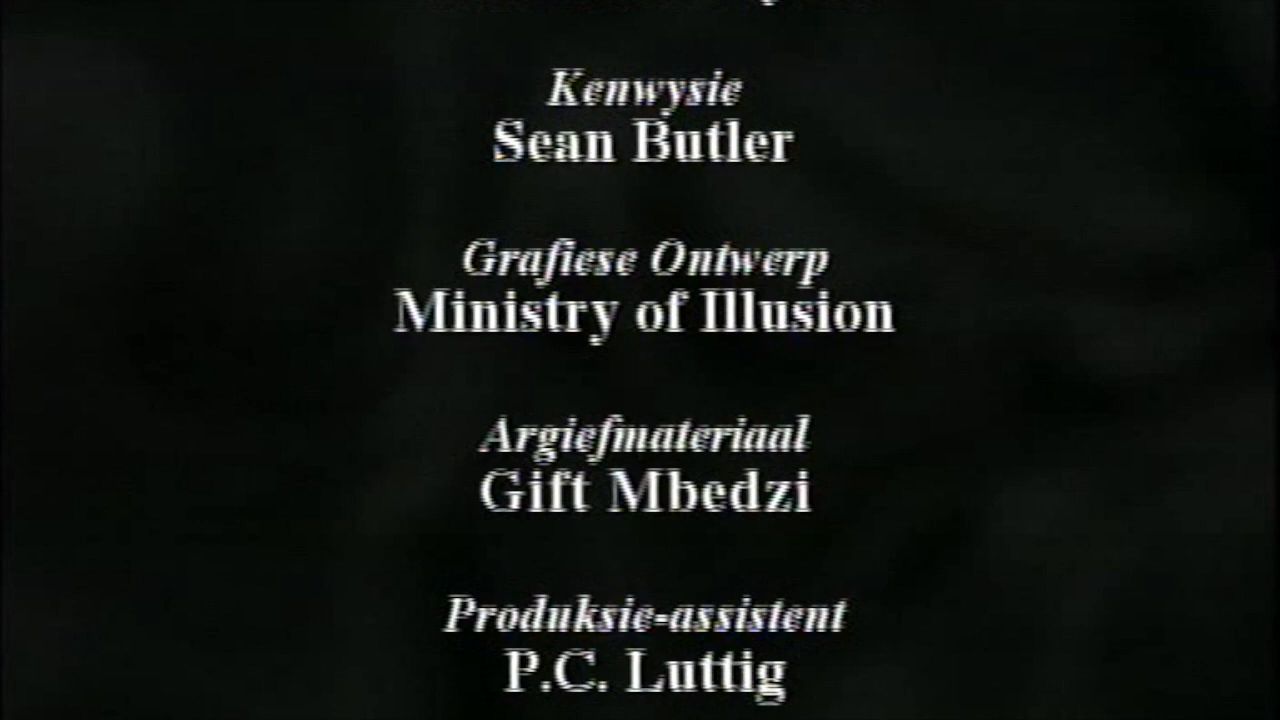 Kenwysie
Sean Butler
Grafiese Ontwerp
Ministry of Illusion
Argiefmateriaal
Gift Mbedzi
Produksie-assistent
P.C. Luttig